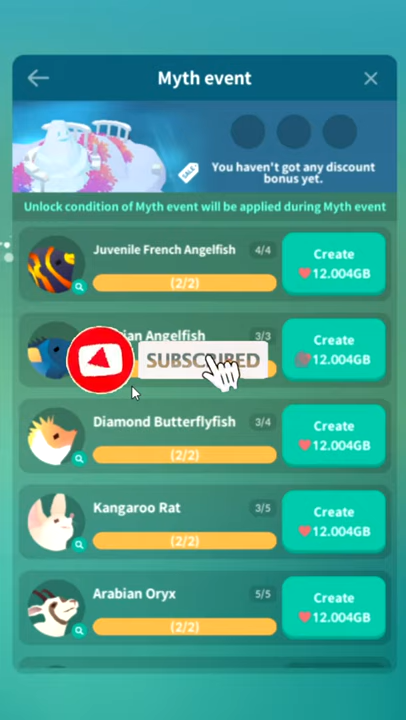 Myth event
SALE
You haven't got any discount
bonus yet.
Unlock condition of Myth event will be applied during Myth event
Juvenile French Angelfish 4/4
(2/2)
Create
12.004GB
Angelfish 3/3
SUBSCRIBED
Create
12.004GB
Diamond Butterflyfish 3/4
(2/2)
Create
12.004GB
Kangaroo Rat 3/5
(2/2)
Create
12.004GB
Arabian Oryx 5/5
(2/2)
Create
12.004GB